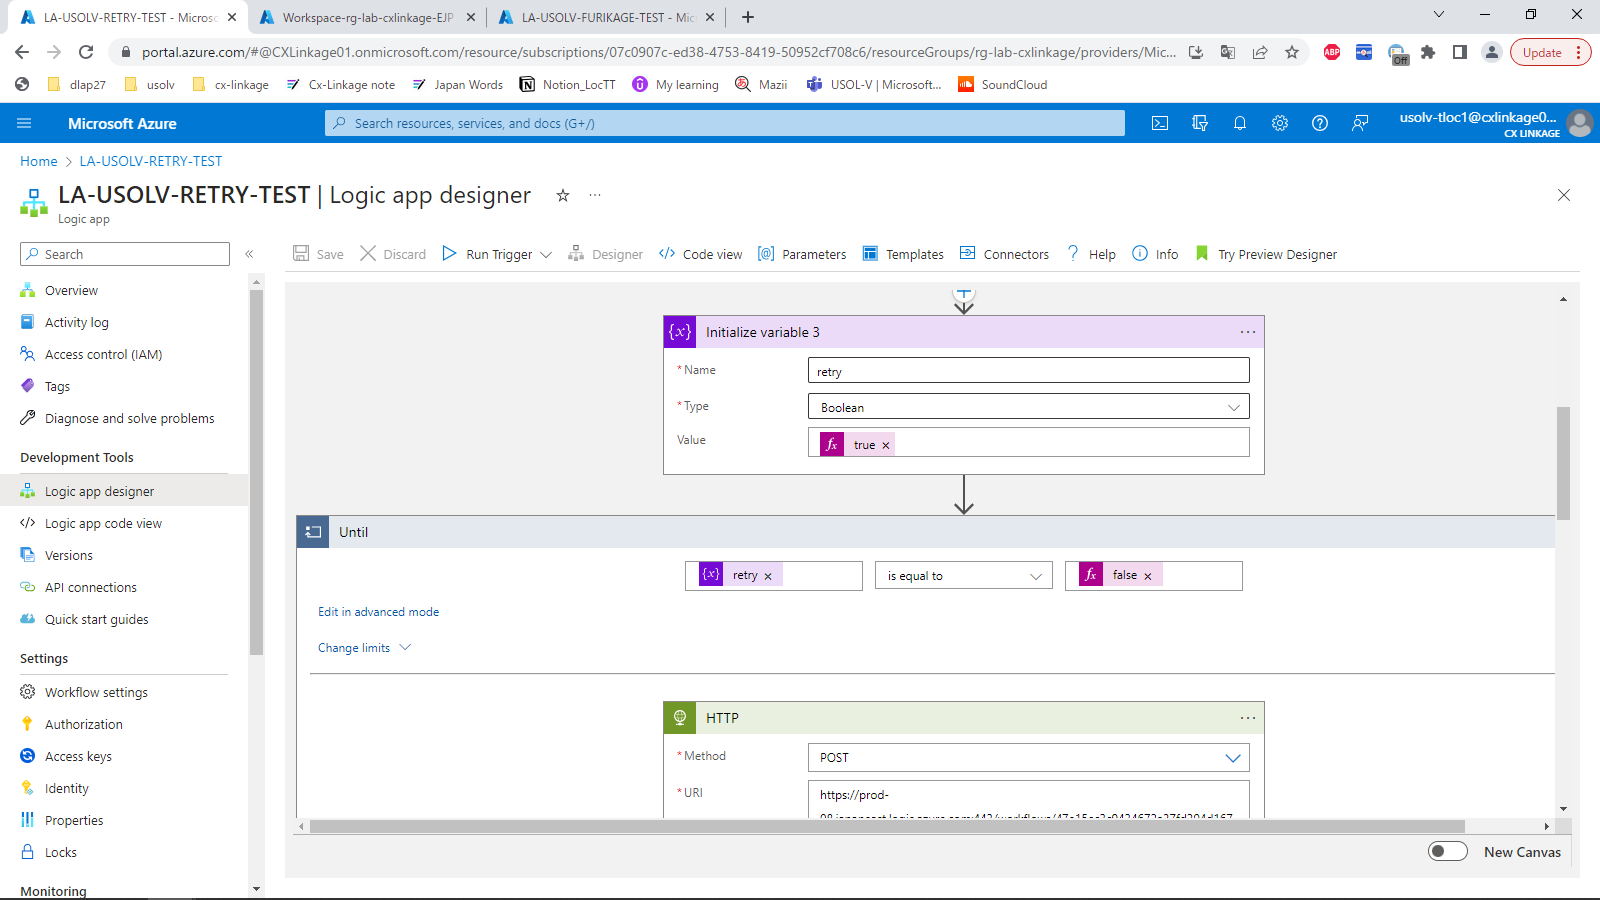 LA-USOLV-RETRY-TEST - Microsof
Workspace-rg-lab-cxlinkage-EJP
LA-USOLV-FURIKAGE-TEST - Mic
portal.azure.com/#@CXLinkage01.onmicrosoft.com/resource/subscriptions/07c0907c-ed38-4753-8419-50952cf708c6/resourceGroups/rg-lab-cxlinkage/providers/Mic...
ABP
Off
Update
dlap27
usolv
cx-linkage
Cx-Linkage note
Japan Words
Notion_LocTT
My learning
Mazii
USOL-V | Microsoft...
SoundCloud
Microsoft Azure
Search resources, services, and docs (G+/)
usolv-tloc1@cxlinkage0...
CX LINKAGE
Home > LA-USOLV-RETRY-TEST
LA-USOLV-RETRY-TEST | Logic app designer
Logic app
Search
Save
Discard
Run Trigger
Designer
Code view
Parameters
Templates
Connectors
Help
Info
Try Preview Designer
Overview
Activity log
Access control (IAM)
Tags
Diagnose and solve problems
Development Tools
Logic app designer
Logic app code view
Versions
API connections
Quick start guides
Settings
Workflow settings
Authorization
Access keys
Identity
Properties
Locks
Monitoring
{x} Initialize variable 3
* Name
retry
* Type
Boolean
Value
fx true
Until
{x} retry
is equal to
fx false
Edit in advanced mode
Change limits
HTTP
* Method
POST
* URI
https://prod-
New Canvas